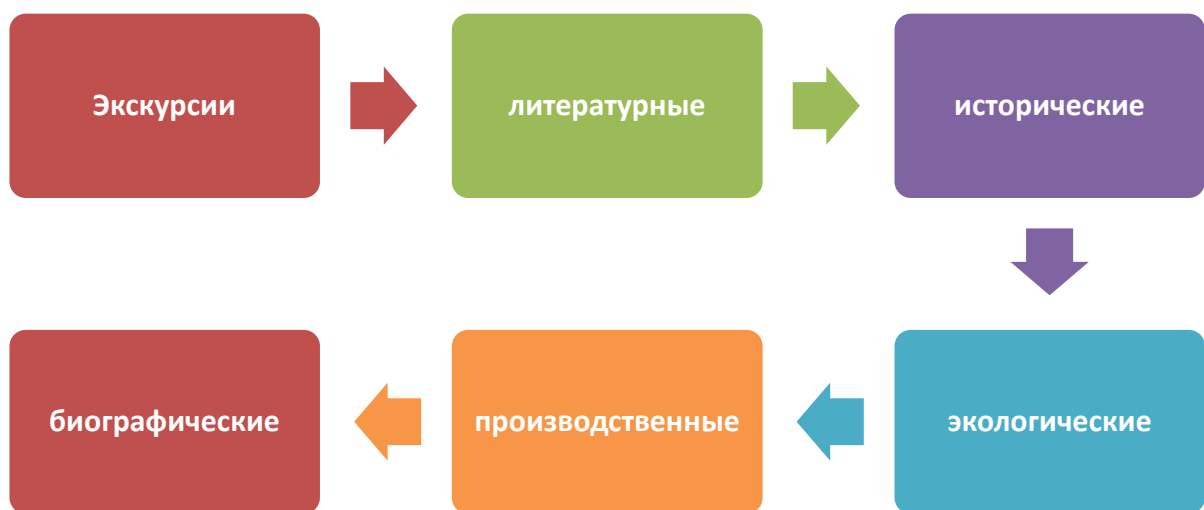 Экскурсии
литературные
исторические
экологические
производственные
биографические